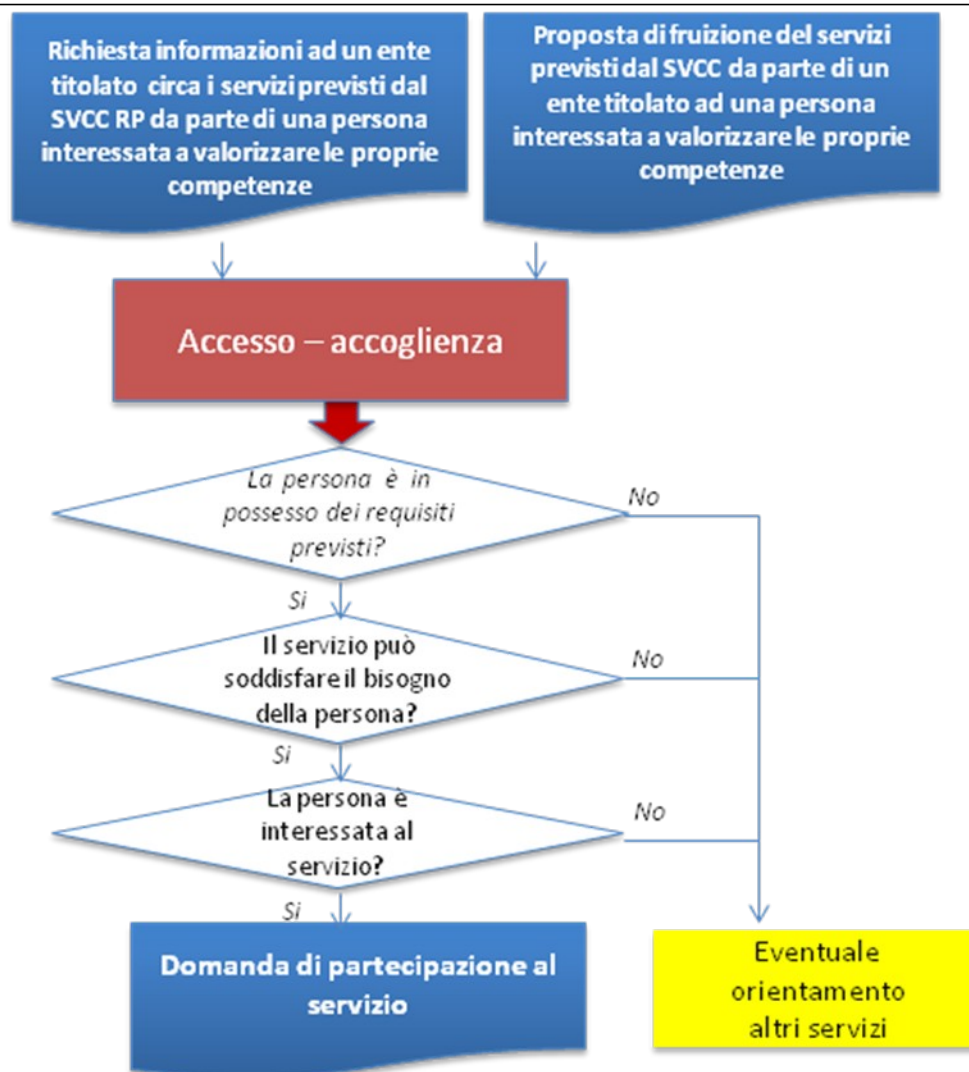 Richiesta informazioni ad un ente
titolato circa i servizi previsti dal
SVCC RP da parte di una persona
interessata a valorizzare le proprie
competenze
Proposta di fruizione del servizi
previsti dal SVCC da parte di un
ente titolato ad una persona
interessata a valorizzare le proprie
competenze
Accesso – accoglienza
La persona è in
possesso dei requisiti
previsti?
No
Si
Il servizio può
soddisfare il bisogno
della persona?
No
Si
La persona è
interessata al
servizio?
No
Si
Domanda di partecipazione al
servizio
Eventuale
orientamento
altri servizi